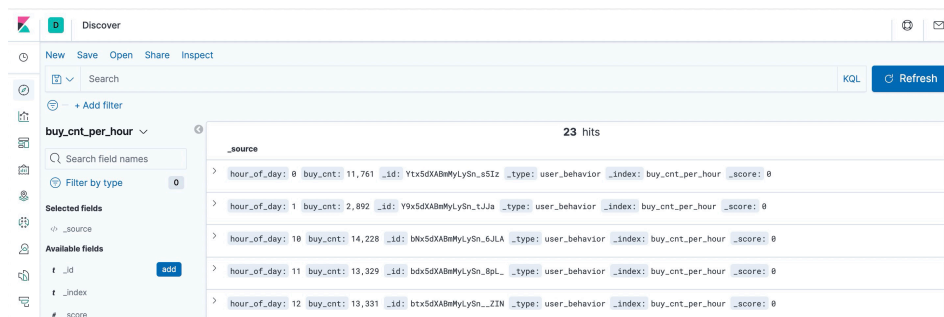 D Discover
New Save Open Share Inspect
Search KQL Refresh
+ Add filter
buy_cnt_per_hour
23 hits
_source
Search field names
Filter by type 0
Selected fields
</> _source
Available fields
t _id add
t _index
# _score
hour_of_day: 0 buy_cnt: 11,761 _id: Ytx5dXABmMyLySn_s5Iz _type: user_behavior _index: buy_cnt_per_hour _score: 0
hour_of_day: 1 buy_cnt: 2,892 _id: Y9x5dXABmMyLySn_tJJa _type: user_behavior _index: buy_cnt_per_hour _score: 0
hour_of_day: 10 buy_cnt: 14,228 _id: bNx5dXABmMyLySn_6JLA _type: user_behavior _index: buy_cnt_per_hour _score: 0
hour_of_day: 11 buy_cnt: 13,329 _id: bdx5dXABmMyLySn_8pL_ _type: user_behavior _index: buy_cnt_per_hour _score: 0
hour_of_day: 12 buy_cnt: 13,331 _id: btx5dXABmMyLySn__ZIN _type: user_behavior _index: buy_cnt_per_hour _score: 0